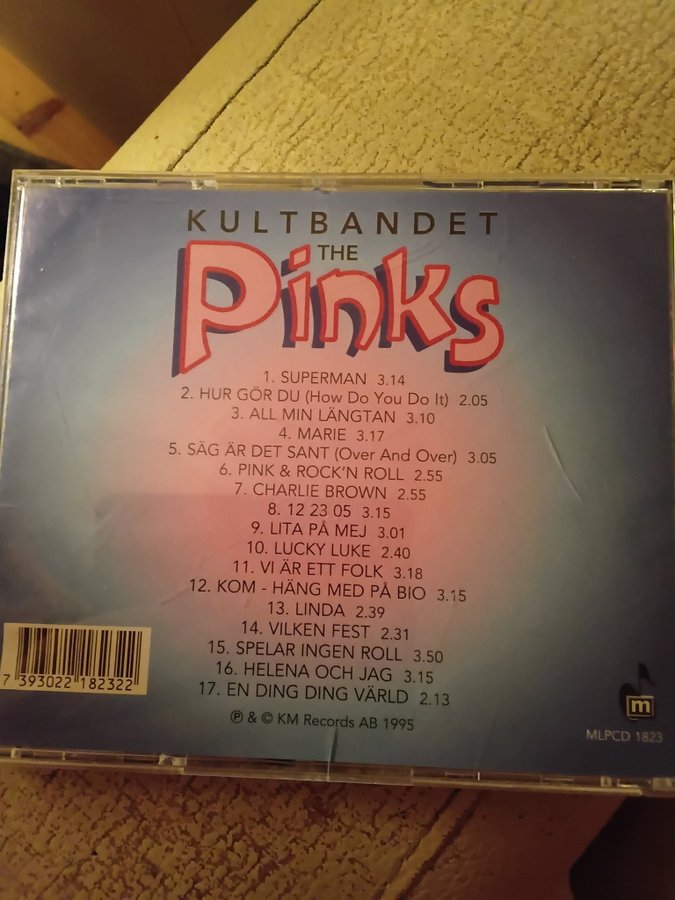 KULTBANDET
THE
Pinks
1. SUPERMAN 3.14
2. HUR GÖR DU (How Do You Do It) 2.05
3. ALL MIN LÄNGTAN 3.10
4. MARIE 3.17
5. SÄG ÄR DET SANT (Over And Over) 3.05
6. PINK & ROCK'N ROLL 2.55
7. CHARLIE BROWN 2.55
8. 12 23 05 3.15
9. LITA PÅ MEJ 3.01
10. LUCKY LUKE 2.40
11. VI ÄR ETT FOLK 3.18
12. KOM - HÄNG MED PÅ BIO 3.15
13. LINDA 2.39
14. VILKEN FEST 2.31
15. SPELAR INGEN ROLL 3.50
16. HELENA OCH JAG 3.15
17. EN DING DING VÄRLD 2.13
℗ & © KM Records AB 1995
7 393022 182322
m
MLPCD 1823